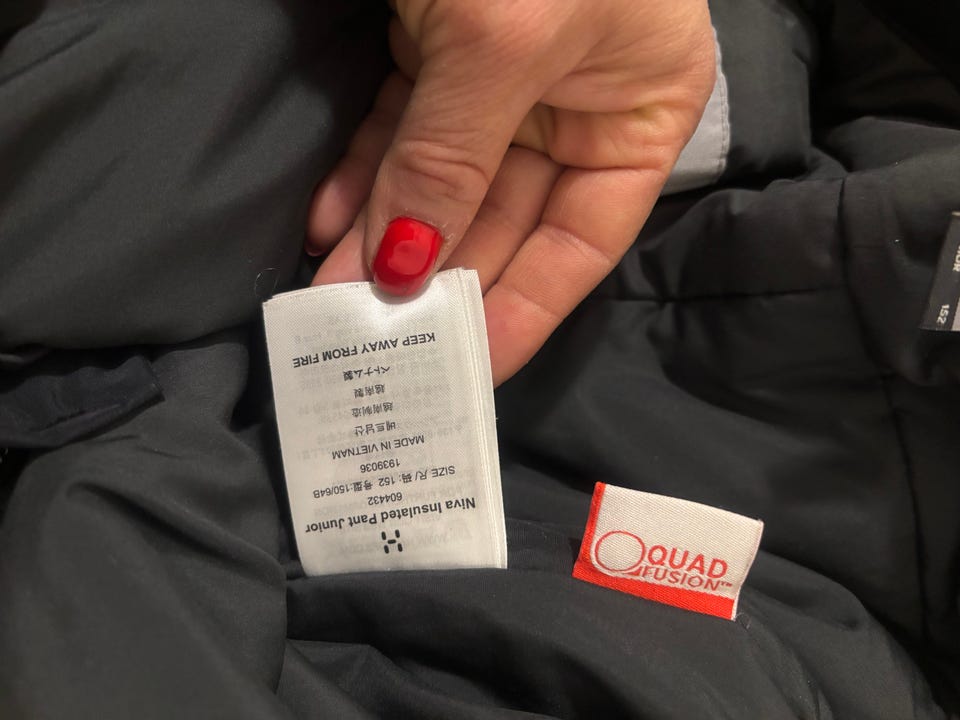 Niva Insulated Pant Junior
604432
SIZE 尺/码: 152 号型:150/64B
1939036
MADE IN VIETNAM
베트남산
越南制造
越南製
ベトナム製
KEEP AWAY FROM FIRE
QUAD
FUSION™
152